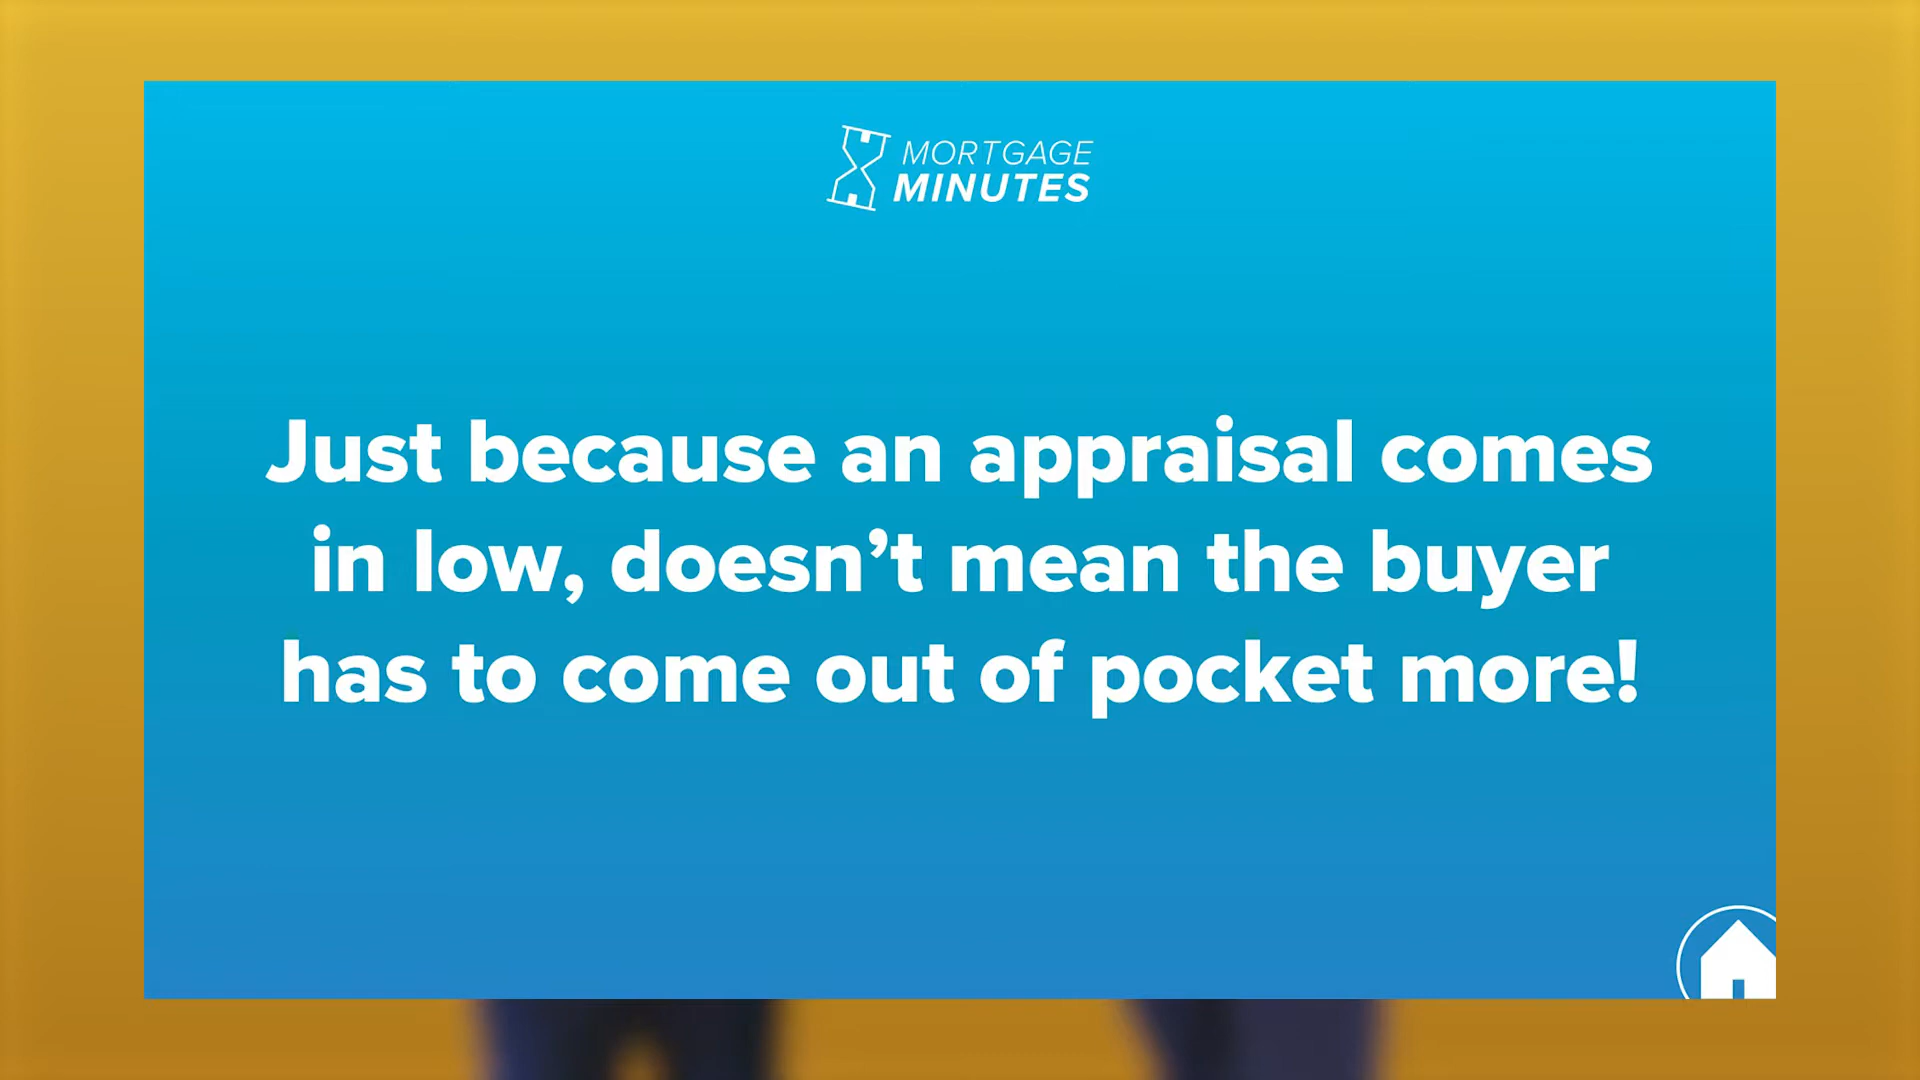 MORTGAGE
MINUTES
Just because an appraisal comes
in low, doesn’t mean the buyer
has to come out of pocket more!